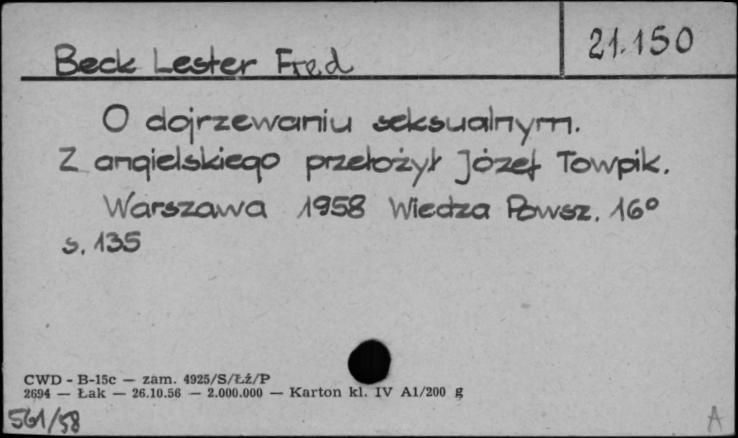 Beck Lester Fred
21.150
O dojrzewaniu seksualnym.
Z angielskiego przełożył Józef Towpik.
Warszawa 1958 Wiedza Powsz. 16°
s. 135
CWD - B-15c — zam. 4925/S/Łź/P
2694 — Łak — 26.10.56 — 2.000.000 — Karton kl. IV A1/200 g
561/58
A